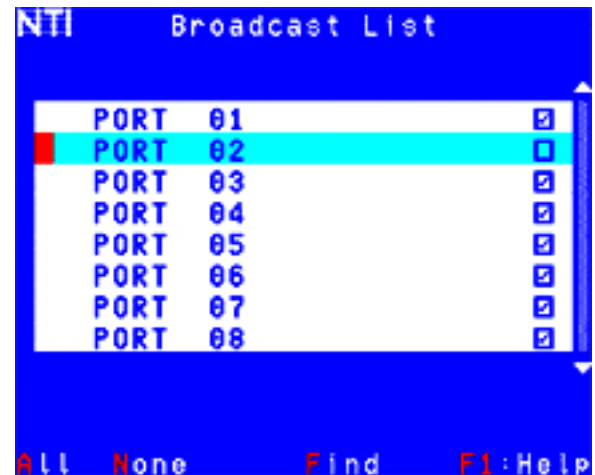 NTI Broadcast List
PORT 01
PORT 02
PORT 03
PORT 04
PORT 05
PORT 06
PORT 07
PORT 08
All None Find F1:Help